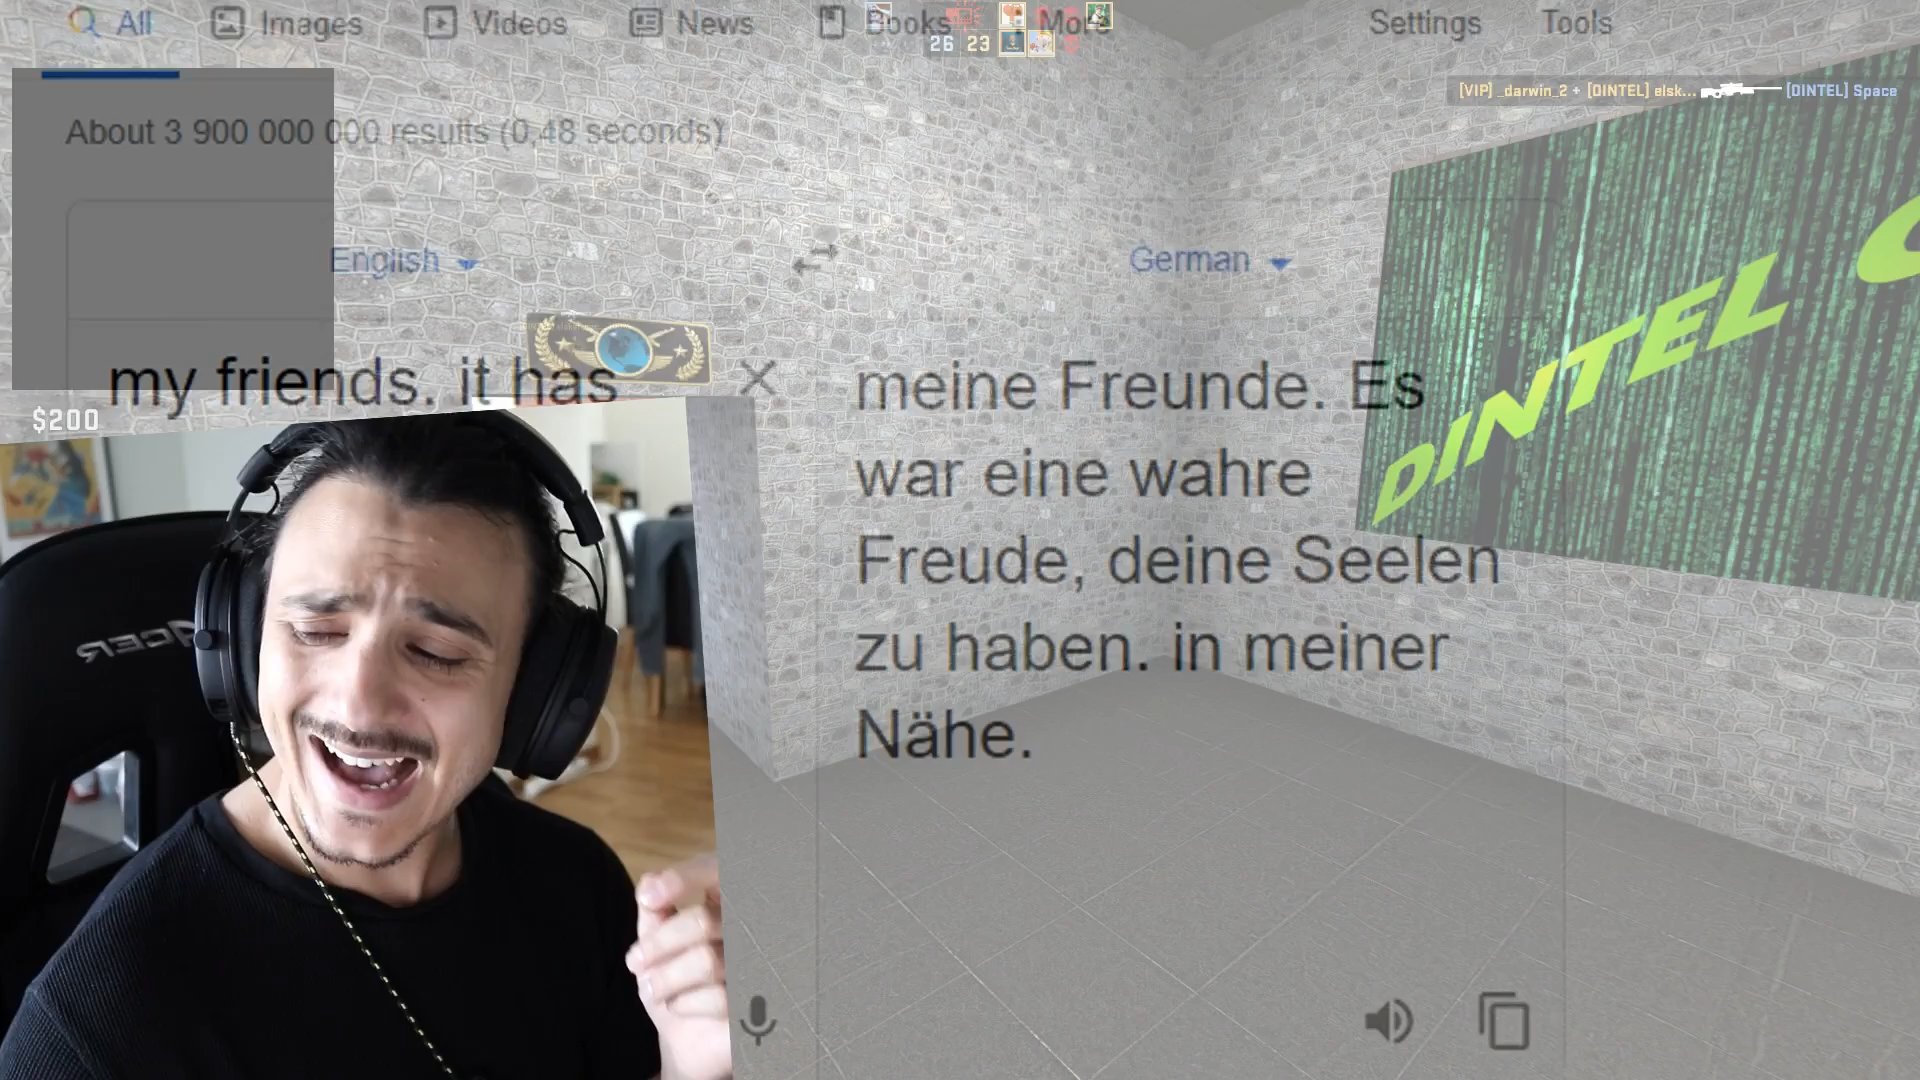 All Images Videos News Books More Settings Tools
26 23
[VIP] _darwin_2 + [DINTEL] elsk... [DINTEL] Space
About 3 900 000 000 results (0,48 seconds)
English German
DINTEL
my friends. it has
meine Freunde. Es
war eine wahre
Freude, deine Seelen
zu haben. in meiner
Nähe.
$200
ACER